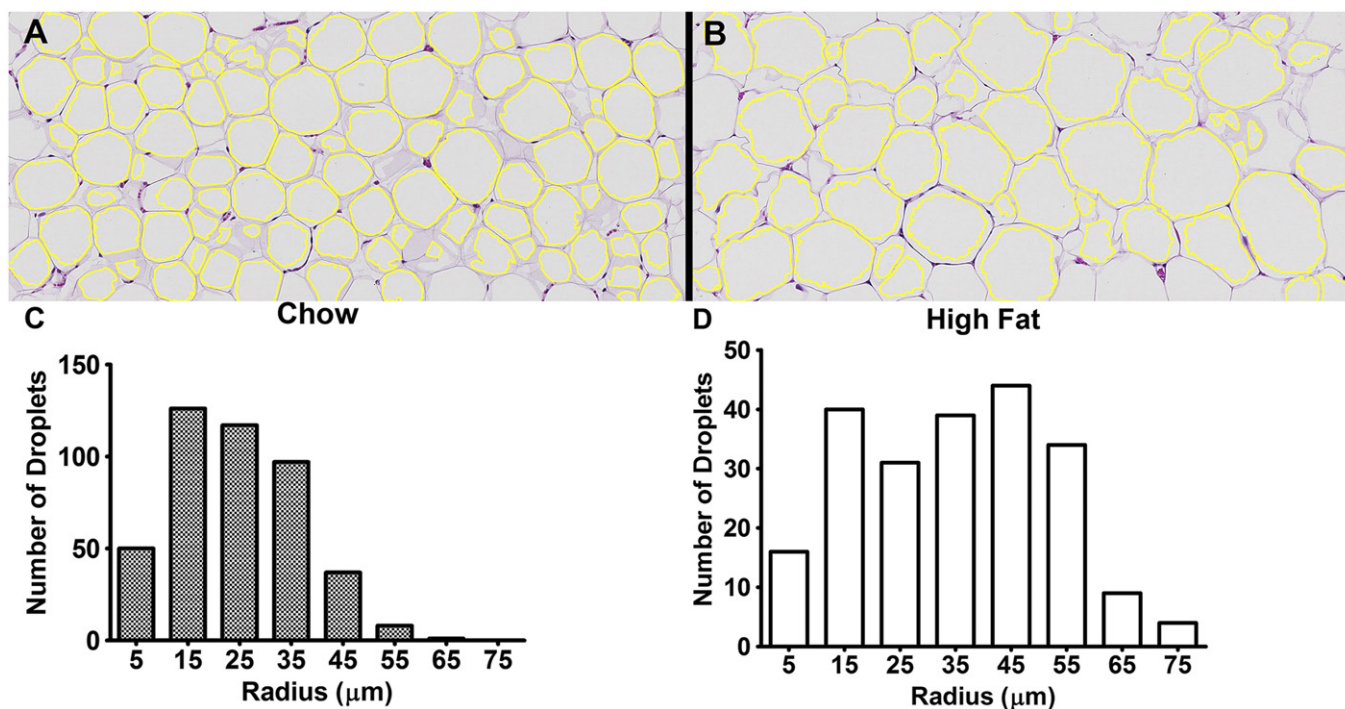 A
B
Chow
High Fat
C
Number of Droplets
150
100
50
0
5 15 25 35 45 55 65 75
Radius (μm)
D
Number of Droplets
50
40
30
20
10
0
5 15 25 35 45 55 65 75
Radius (μm)